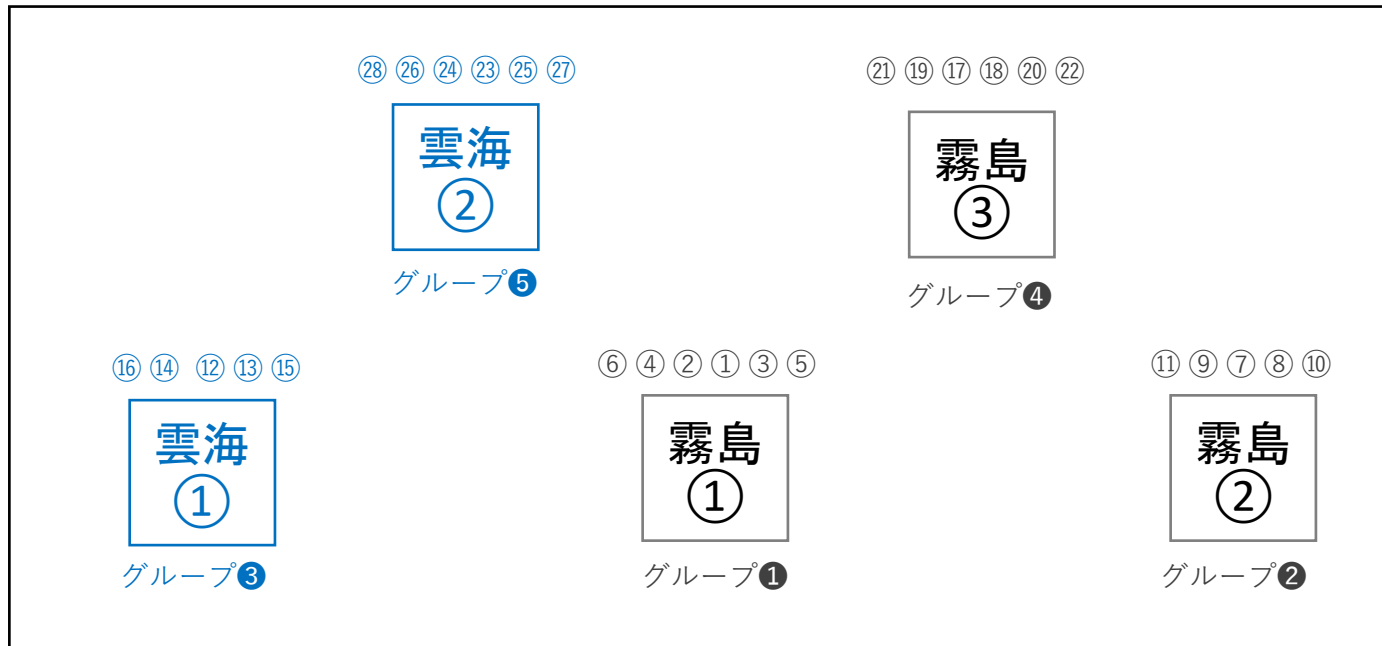 ㉘ ㉖ ㉔ ㉓ ㉕ ㉗
雲海
②
グループ❺
㉑ ⑲ ⑰ ⑱ ⑳ ㉒
霧島
③
グループ❹
⑯ ⑭ ⑫ ⑬ ⑮
雲海
①
グループ❸
⑥ ④ ② ① ③ ⑤
霧島
①
グループ❶
⑪ ⑨ ⑦ ⑧ ⑩
霧島
②
グループ❷